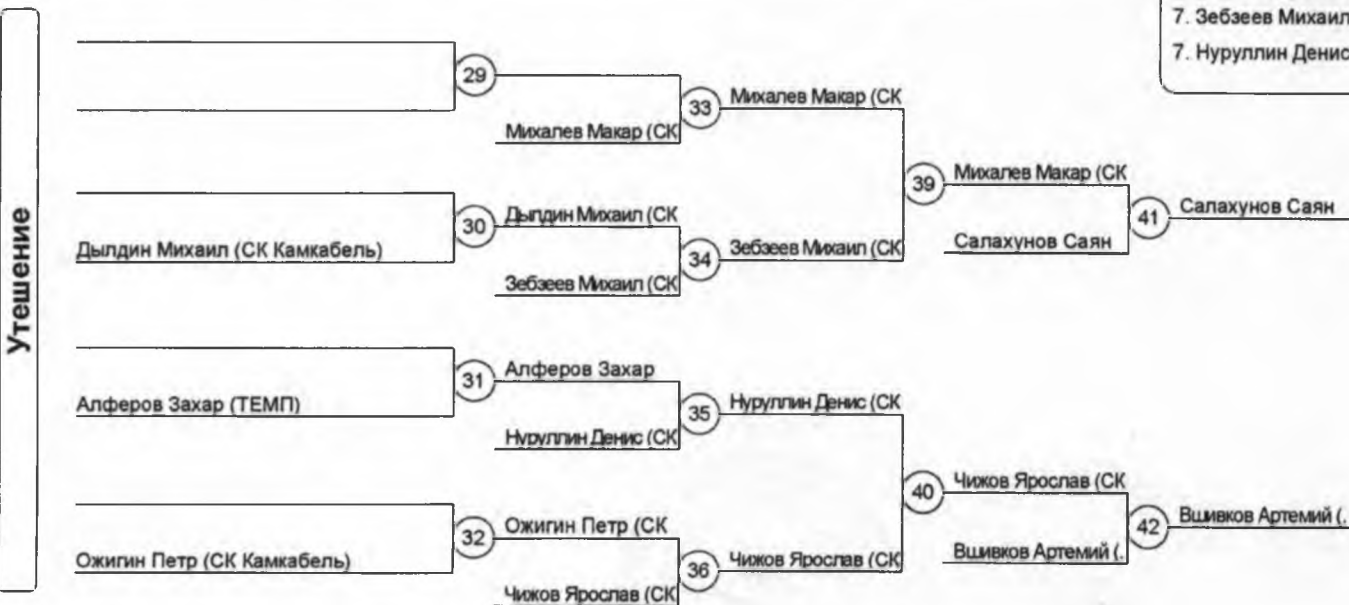 7. Зебзеев Михаил
7. Нуруллин Денис
Утешение
29
Михалев Макар (СК
33
Михалев Макар (СК
Дылдин Михаил (СК Камкабель)
30
Дылдин Михаил (СК
Зебзеев Михаил (СК
34
Зебзеев Михаил (СК
39
Михалев Макар (СК
Салахунов Саян
41
Салахунов Саян
Алферов Захар (ТЕМП)
31
Алферов Захар
Нуруллин Денис (СК
35
Нуруллин Денис (СК
Ожигин Петр (СК Камкабель)
32
Ожигин Петр (СК
Чижов Ярослав (СК
36
Чижов Ярослав (СК
40
Чижов Ярослав (СК
Вшивков Артемий (.
42
Вшивков Артемий (.